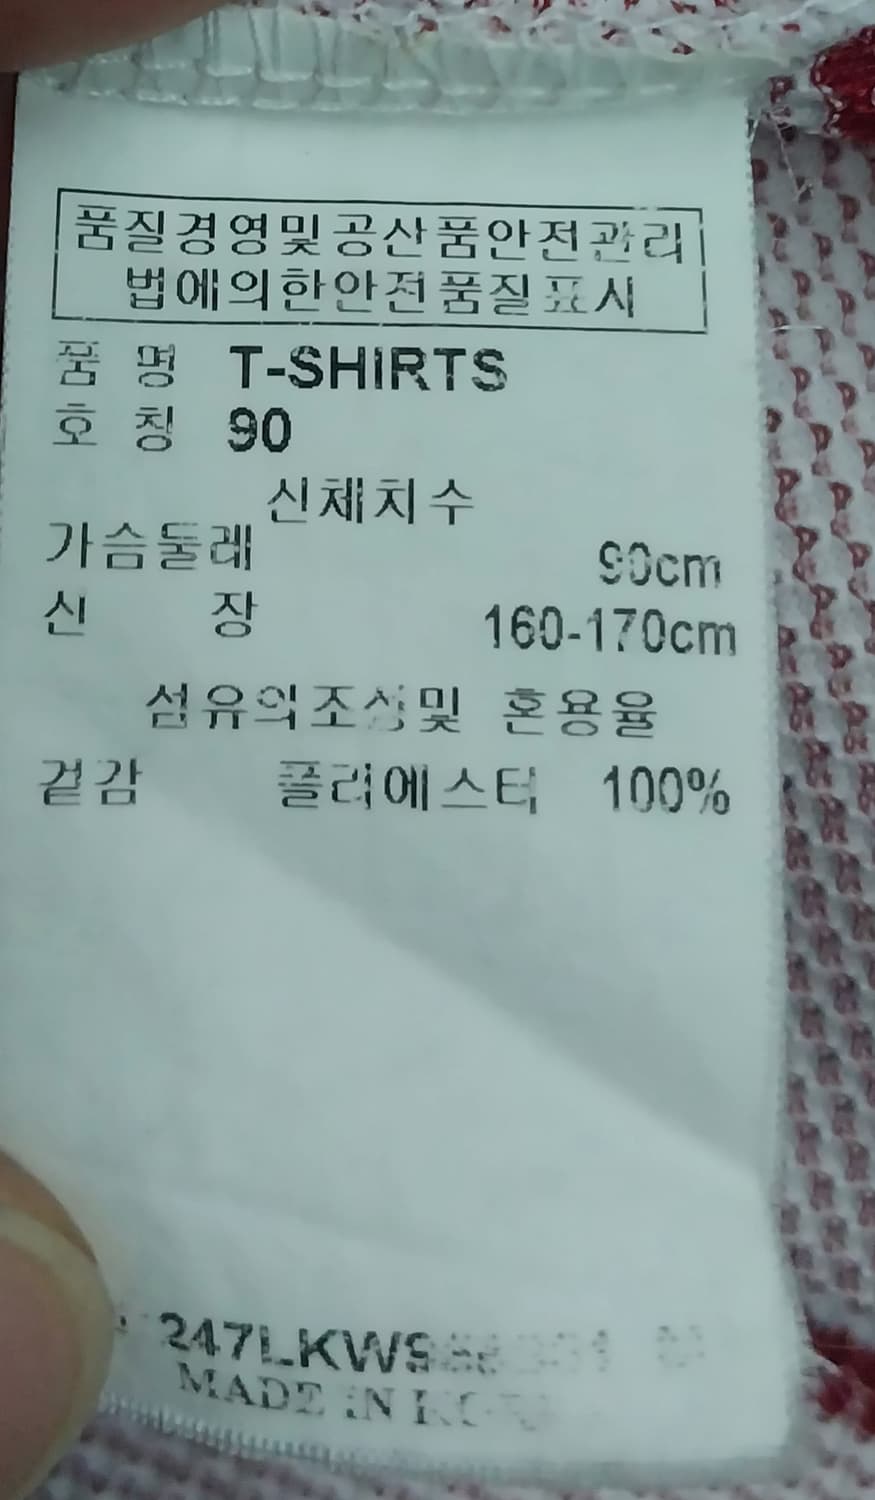 품질경영및공산품안전관리
법에의한안전품질표시
품 명 T-SHIRTS
호 칭 90
신체치수
가슴둘레 90cm
신 장 160-170cm
섬유의조성및 혼용율
겉감 폴리에스터 100%
MADE IN